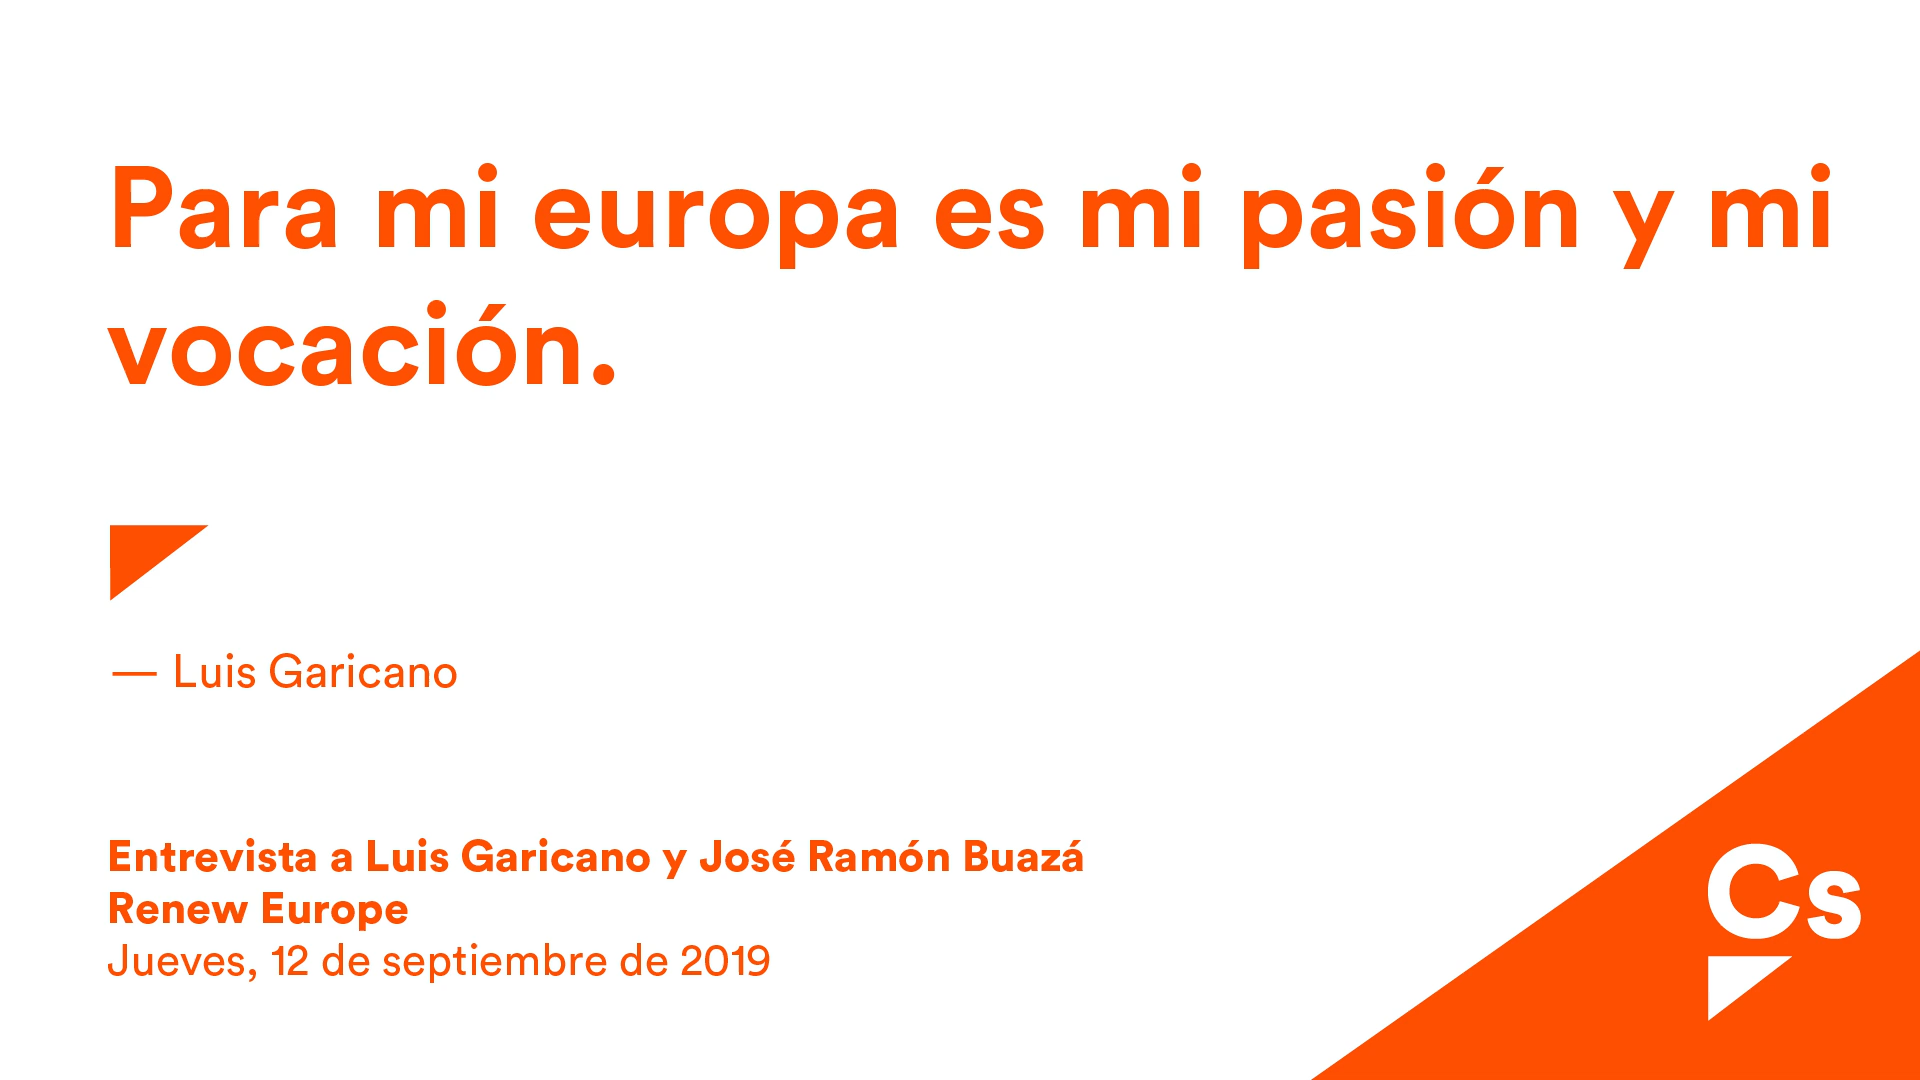 Para mi europa es mi pasión y mi
vocación.
— Luis Garicano
Entrevista a Luis Garicano y José Ramón Buazá
Renew Europe
Jueves, 12 de septiembre de 2019
Cs